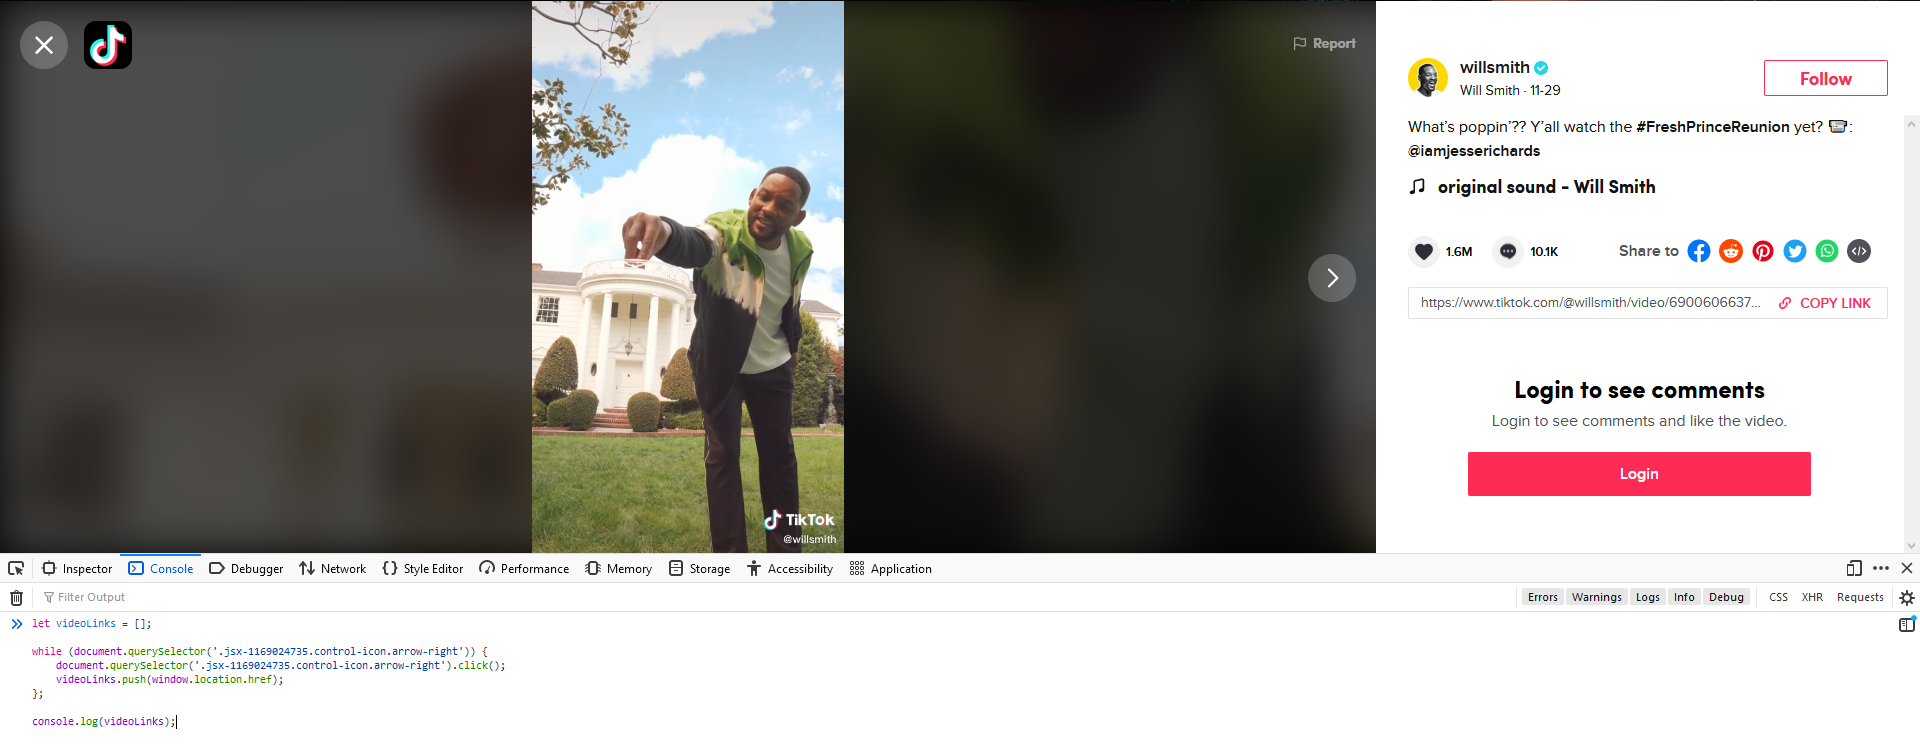 Report
TikTok
@willsmith
willsmith
Will Smith · 11-29
Follow
What's poppin'?? Y'all watch the #FreshPrinceReunion yet? 📹:
@iamjesserichards
original sound - Will Smith
1.6M
10.1K
Share to
https://www.tiktok.com/@willsmith/video/6900606637...
COPY LINK
Login to see comments
Login to see comments and like the video.
Login
Inspector
Console
Debugger
Network
Style Editor
Performance
Memory
Storage
Accessibility
Application
Filter Output
Errors
Warnings
Logs
Info
Debug
CSS
XHR
Requests
let videoLinks = [];
while (document.querySelector('.jsx-1169024735.control-icon.arrow-right')) {
document.querySelector('.jsx-1169024735.control-icon.arrow-right').click();
videoLinks.push(window.location.href);
};
console.log(videoLinks);